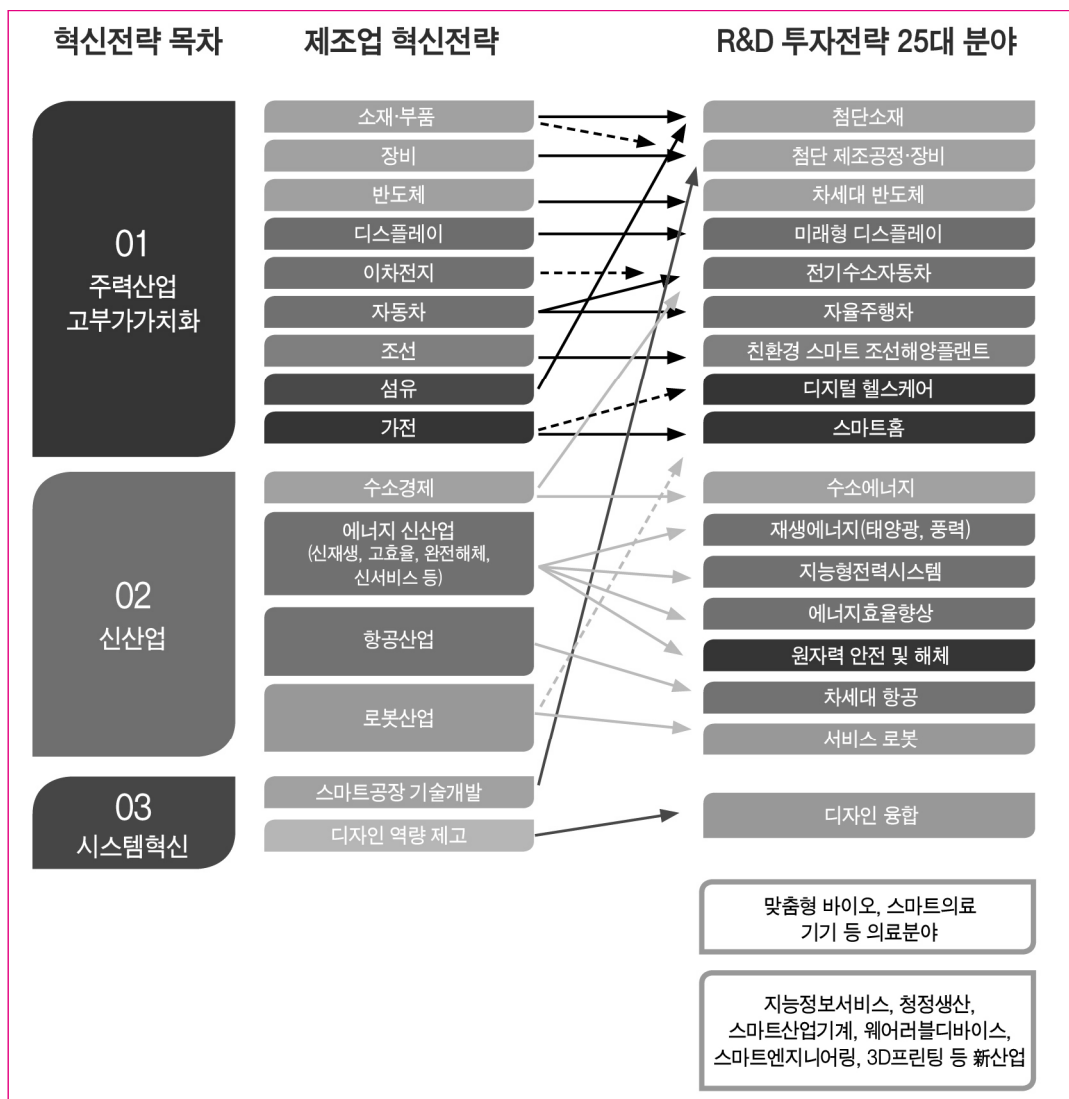 혁신전략 목차
제조업 혁신전략
R&D 투자전략 25대 분야
01
주력산업
고부가가치화
소재·부품
장비
반도체
디스플레이
이차전지
자동차
조선
섬유
가전
첨단소재
첨단 제조공정·장비
차세대 반도체
미래형 디스플레이
전기수소자동차
자율주행차
친환경 스마트 조선해양플랜트
디지털 헬스케어
스마트홈
02
신산업
수소경제
에너지 신산업
(신재생, 고효율, 완전해체,
신서비스 등)
항공산업
로봇산업
수소에너지
재생에너지(태양광, 풍력)
지능형전력시스템
에너지효율향상
원자력 안전 및 해체
차세대 항공
서비스 로봇
03
시스템혁신
스마트공장 기술개발
디자인 역량 제고
디자인 융합
맞춤형 바이오, 스마트의료
기기 등 의료분야
지능정보서비스, 청정생산,
스마트산업기계, 웨어러블디바이스,
스마트엔지니어링, 3D프린팅 등 新산업